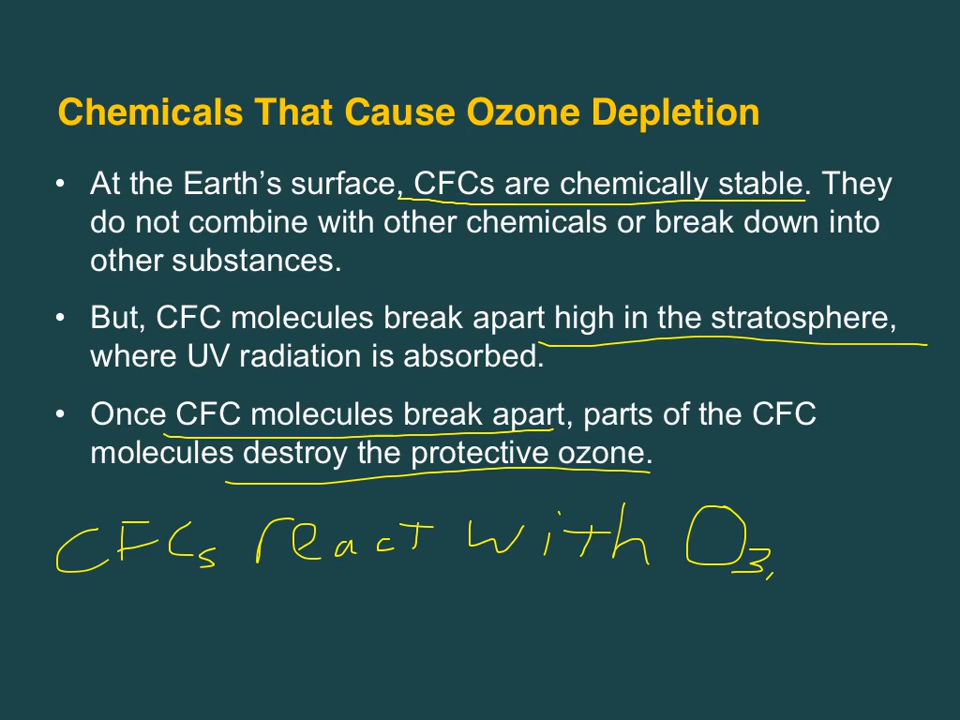 Chemicals That Cause Ozone Depletion
• At the Earth's surface, CFCs are chemically stable. They
do not combine with other chemicals or break down into
other substances.
• But, CFC molecules break apart high in the stratosphere,
where UV radiation is absorbed.
• Once CFC molecules break apart, parts of the CFC
molecules destroy the protective ozone.
CFCs react with O3,